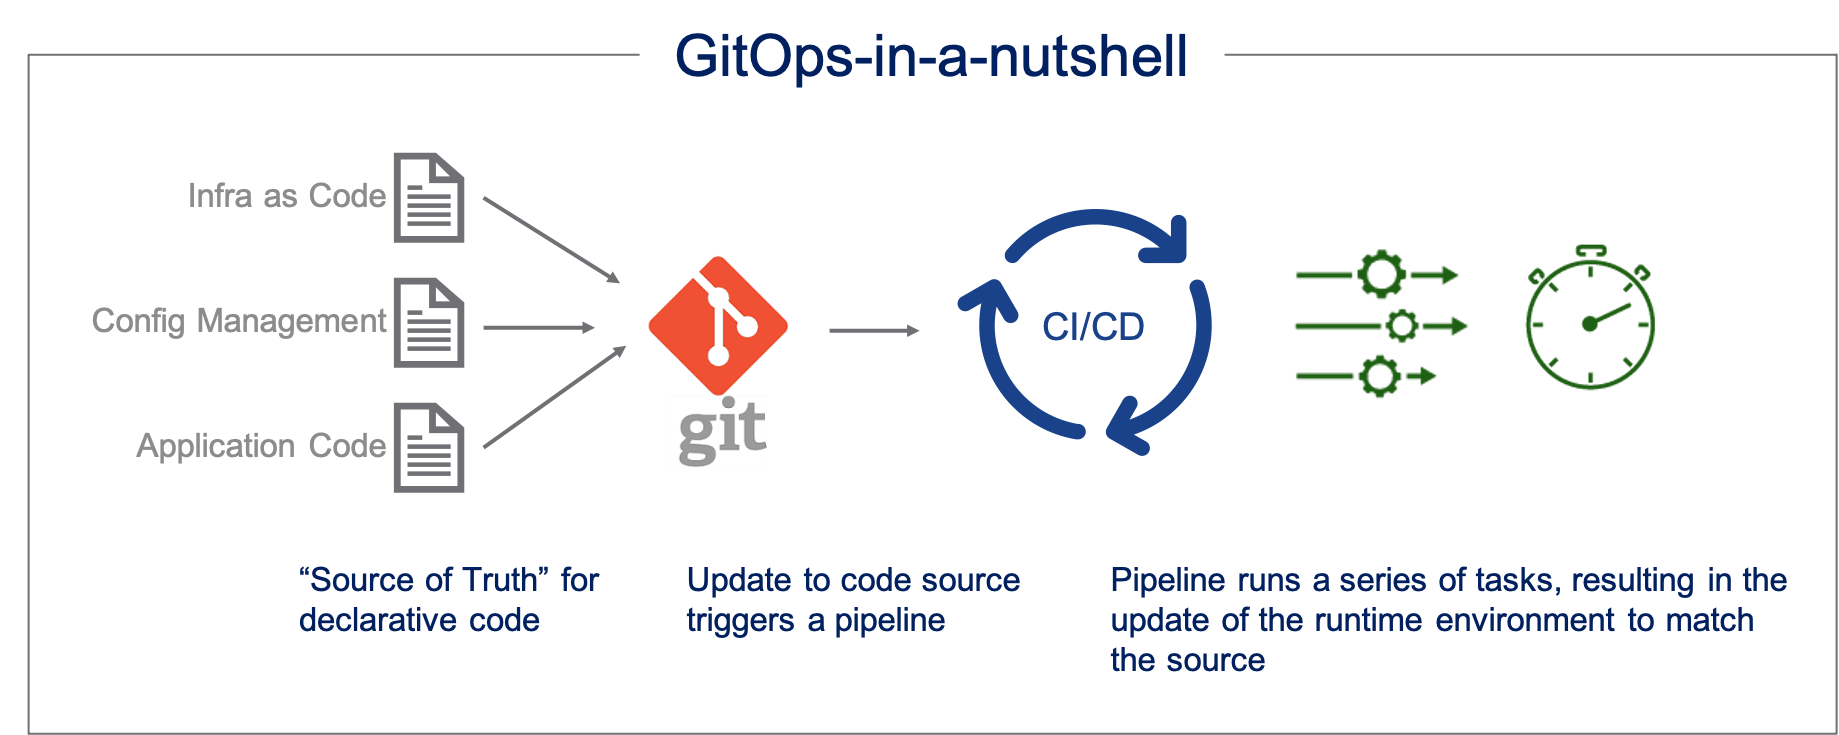 GitOps-in-a-nutshell
Infra as Code
Config Management
Application Code
git
CI/CD
“Source of Truth” for
declarative code
Update to code source
triggers a pipeline
Pipeline runs a series of tasks, resulting in the
update of the runtime environment to match
the source